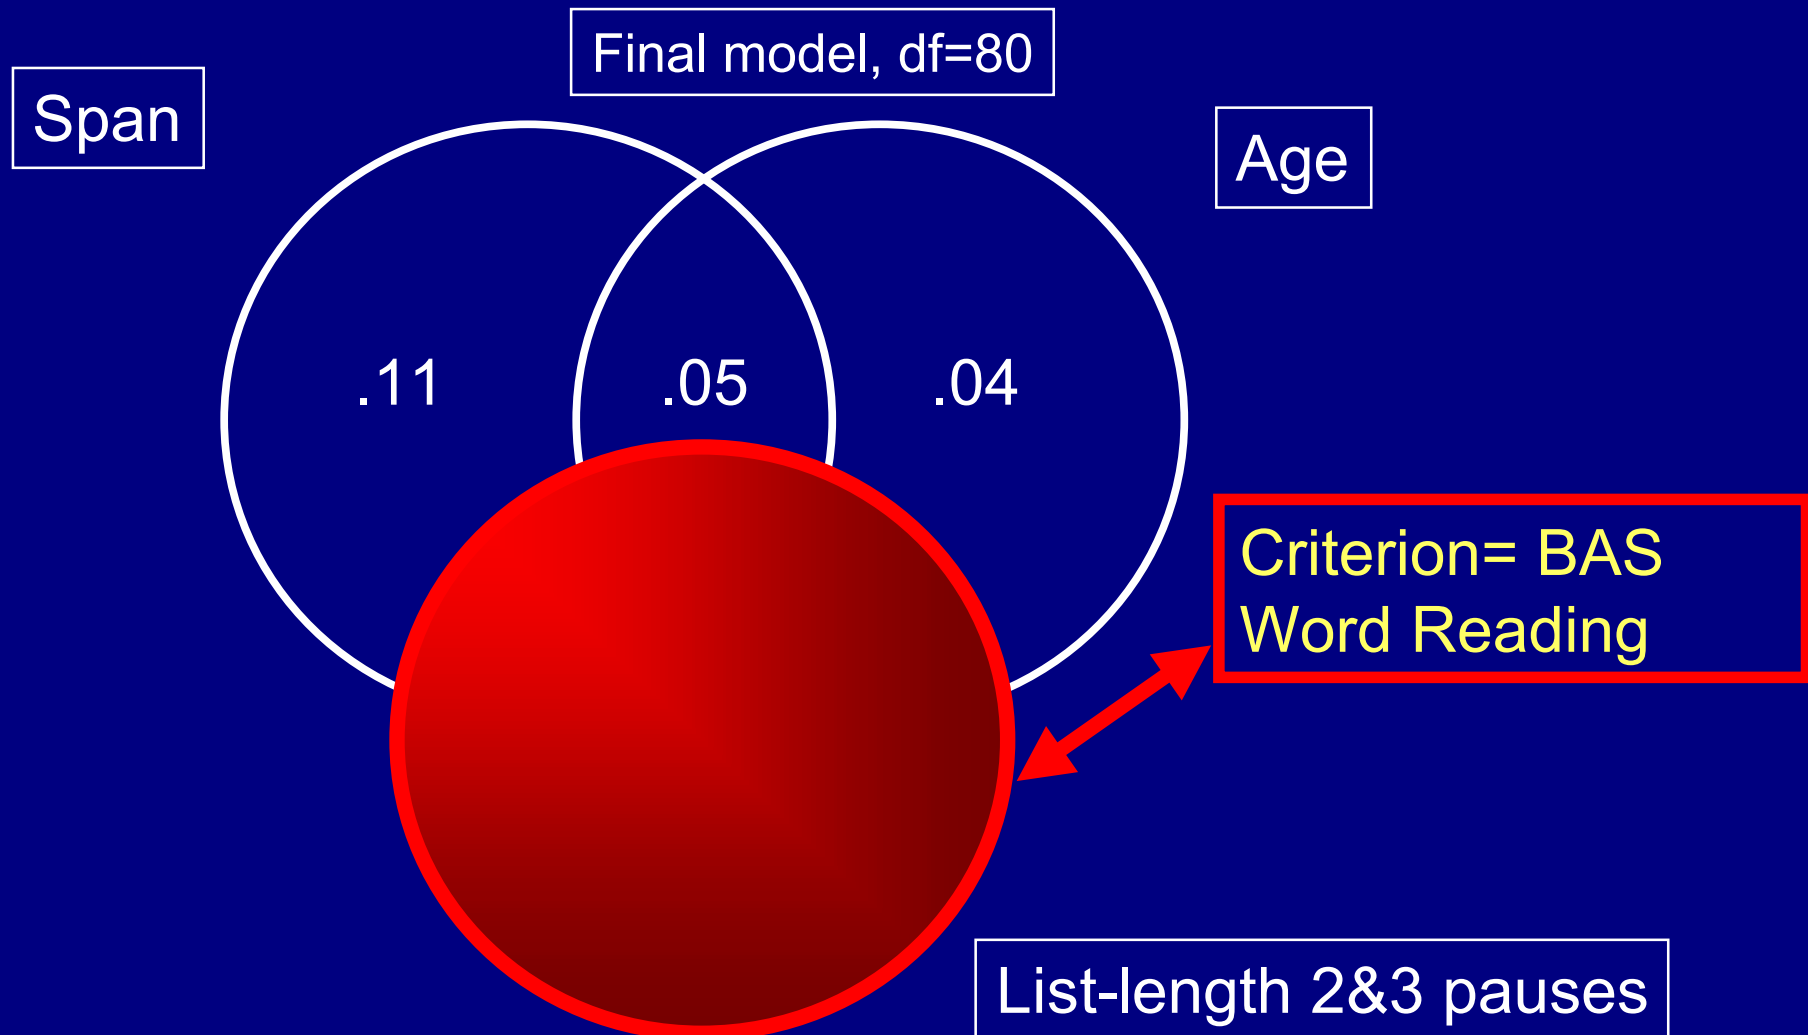 Final model, df=80
Span
Age
.11
.05
.04
Criterion= BAS
Word Reading
List-length 2&3 pauses